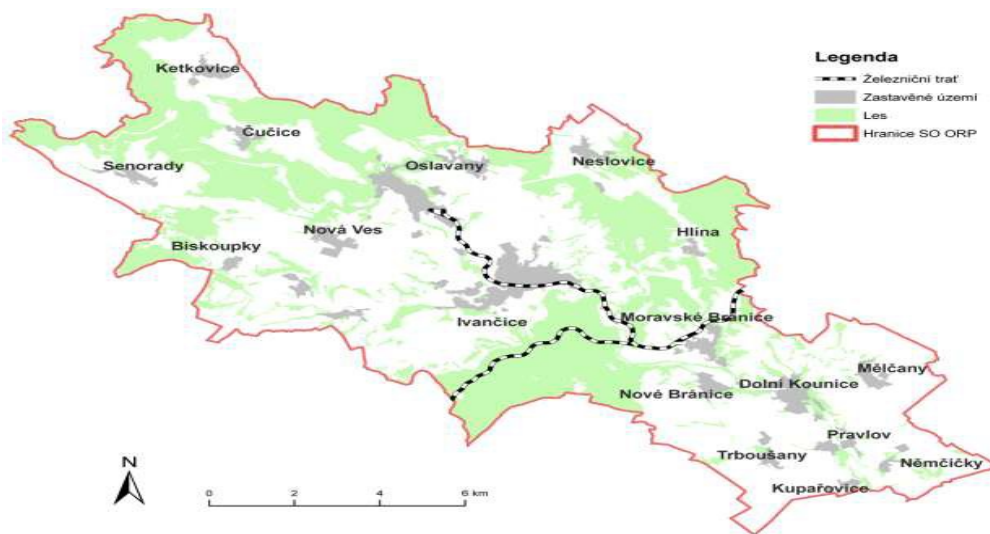 Legenda
Železniční trať
Zastavěné území
Les
Hranice SO ORP
Ketkovice
Čučice
Senorady
Oslavany
Neslovice
Nová Ves
Hlína
Biskoupky
Ivančice
Moravské Bránice
Mělčany
Dolní Kounice
Nové Bránice
Pravlov
Trboušany
Němčičky
Kupařovice
N
0 2 4 6 km